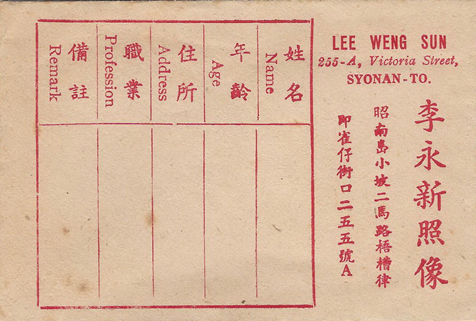 LEE WENG SUN
255-A, Victoria Street,
SYONAN-TO.
李永新照像
昭南島小坡二馬路梧槽律
即雀仔街口二五五號A
姓名
Name
年齡
Age
住所
Address
職業
Profession
備註
Remark